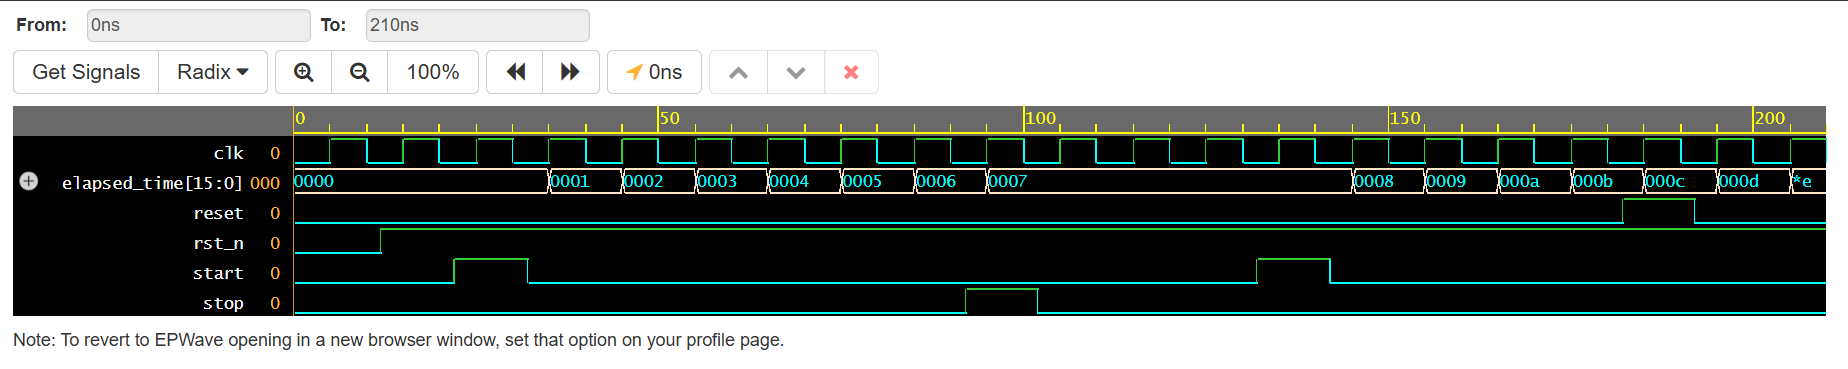 From: 0ns To: 210ns
Get Signals Radix 100% 0ns
0 50 100 150 200
clk 0
elapsed_time[15:0] 000 0000 0001 0002 0003 0004 0005 0006 0007 0008 0009 000a 000b 000c 000d *e
reset 0
rst_n 0
start 0
stop 0
Note: To revert to EPWave opening in a new browser window, set that option on your profile page.